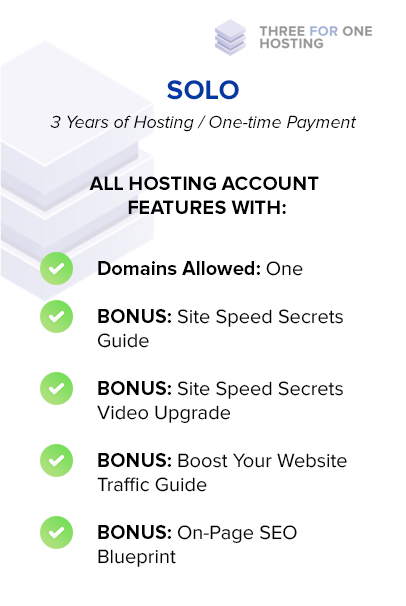 THREE FOR ONE
HOSTING
SOLO
3 Years of Hosting / One-time Payment
ALL HOSTING ACCOUNT
FEATURES WITH:
Domains Allowed: One
BONUS: Site Speed Secrets
Guide
BONUS: Site Speed Secrets
Video Upgrade
BONUS: Boost Your Website
Traffic Guide
BONUS: On-Page SEO
Blueprint